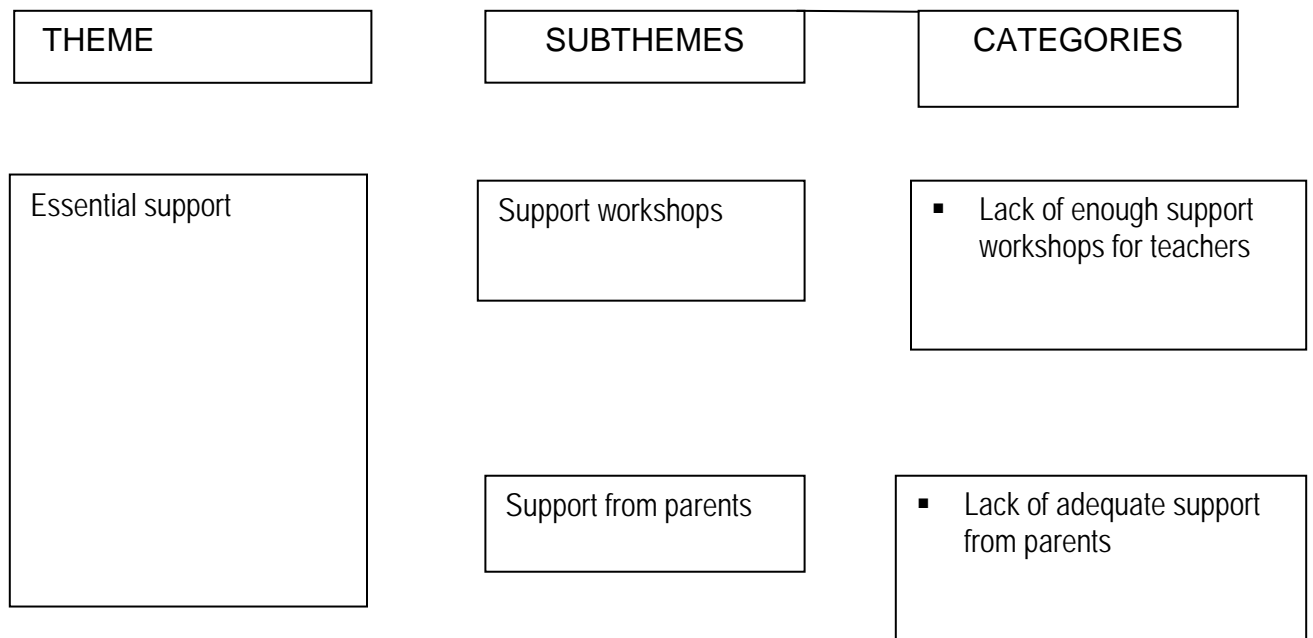 THEME
SUBTHEMES
CATEGORIES
Essential support
Support workshops
▪ Lack of enough support
workshops for teachers
Support from parents
▪ Lack of adequate support
from parents